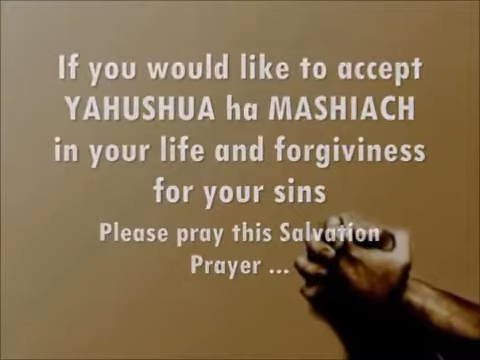 If you would like to accept
YAHUSHUA ha MASHIACH
in your life and forgiviness
for your sins
Please pray this Salvation
Prayer ...